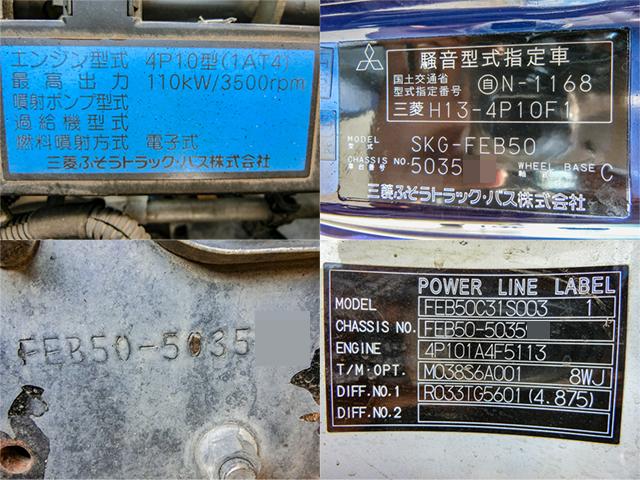 エンジン型式 4P10型(1AT4)
最高出力 110kW/3500rpm
噴射ポンプ型式
過給機型式
燃料噴射方式 電子式
三菱ふそうトラック・バス株式会社
騒音型式指定車
国土交通省
型式指定番号 自N-1168
三菱 H13-4P10F1
MODEL
型式 SKG-FEB50
CHASSIS NO.
車台番号 5035
WHEEL BASE
C
三菱ふそうトラック・バス株式会社
FEB50-5035
POWER LINE LABEL
MODEL FEB50C31S003 1
CHASSIS NO. FEB50-5035
ENGINE 4P101A4F5113
T/M·OPT. M038S6A001 8WJ
DIFF.NO.1 R033TG5601 (4.875)
DIFF.NO.2